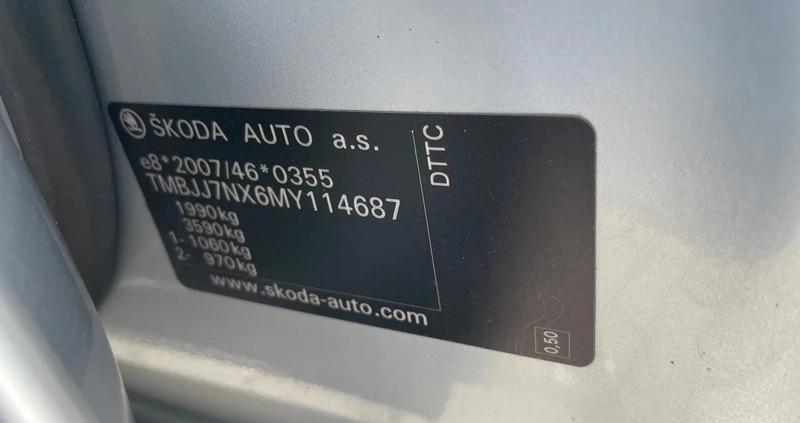 ŠKODA AUTO a.s.
e8*2007/46*0355
TMBJJ7NX6MY114687
1990kg
3590kg
1- 1060kg
2- 970kg
www.skoda-auto.com
DTTC
0,50